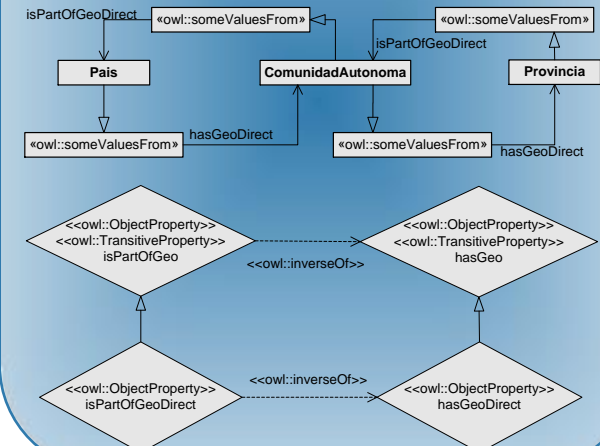 isPartOfGeoDirect
«owl::someValuesFrom»
«owl::someValuesFrom»
isPartOfGeoDirect
Pais
ComunidadAutonoma
Provincia
«owl::someValuesFrom»
hasGeoDirect
«owl::someValuesFrom»
hasGeoDirect
<<owl::ObjectProperty>>
<<owl::TransitiveProperty>>
isPartOfGeo
<<owl::inverseOf>>
<<owl::ObjectProperty>>
<<owl::TransitiveProperty>>
hasGeo
<<owl::ObjectProperty>>
isPartOfGeoDirect
<<owl::inverseOf>>
<<owl::ObjectProperty>>
hasGeoDirect